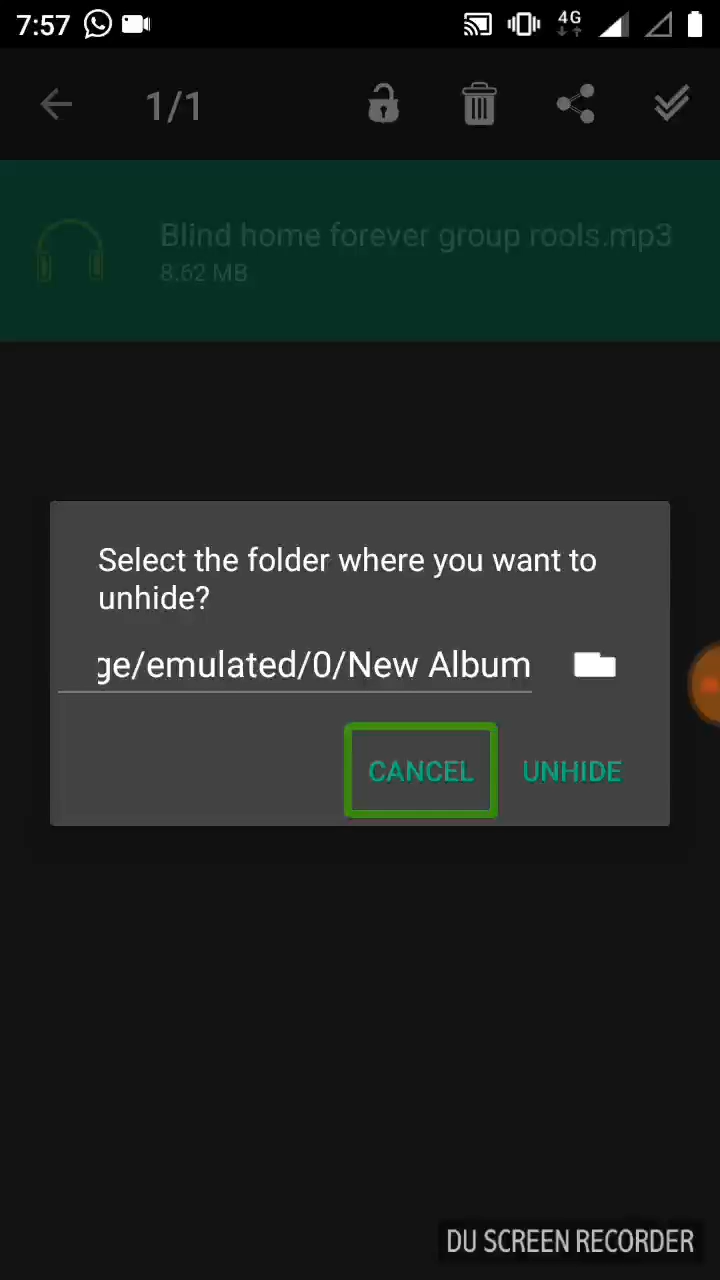 7:57
4G
1/1
Blind home forever group rools.mp3
8.62 MB
Select the folder where you want to
unhide?
ge/emulated/0/New Album
CANCEL UNHIDE
DU SCREEN RECORDER